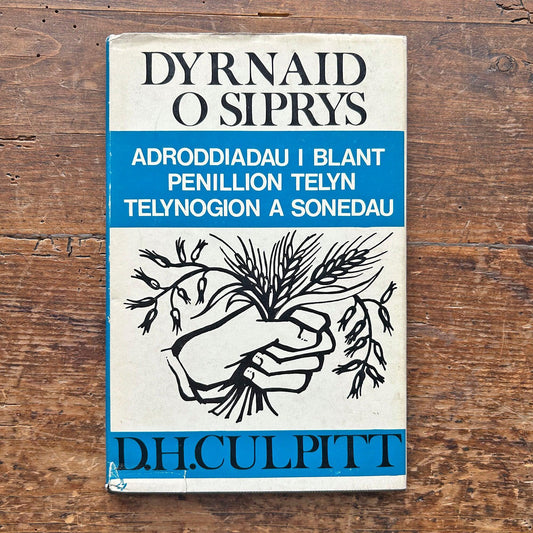 DYRNAID
O SIPRYS
ADRODDIADAU I BLANT
PENILLION TELYN
TELYNOGION A SONEDAU
D.H.CULPITT